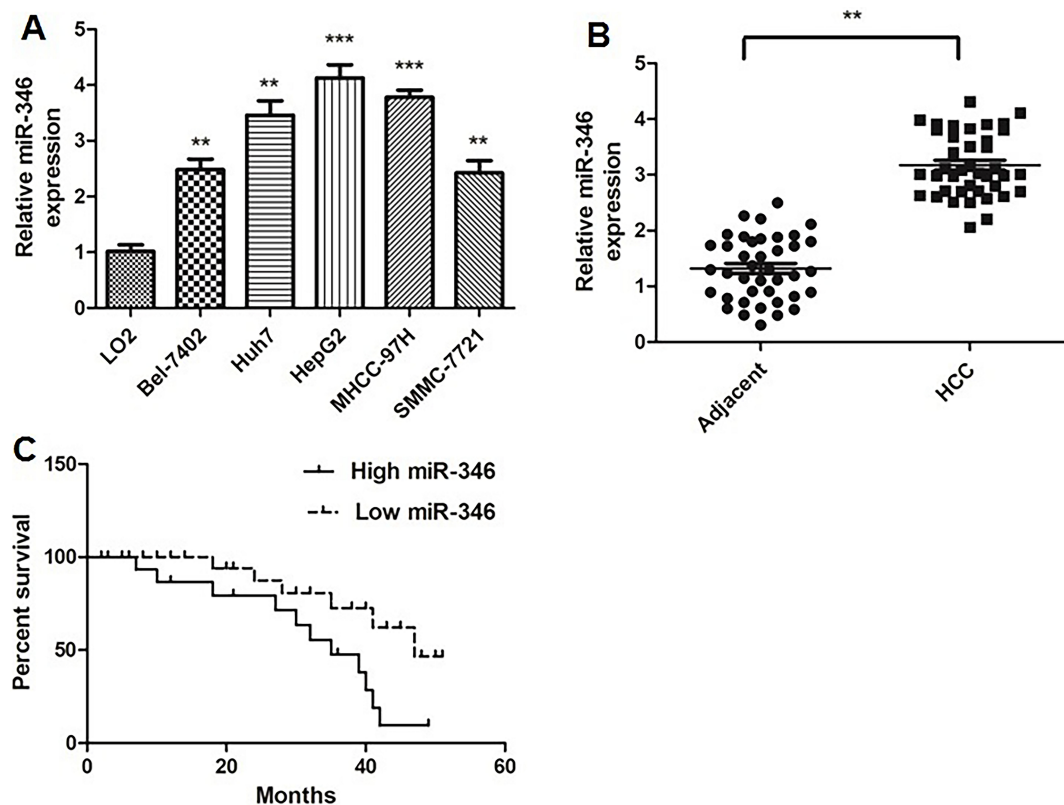 A
Relative miR-346
expression
5
4
3
2
1
0
**
**
***
***
**
LO2
Bel-7402
Huh7
HepG2
MHCC-97H
SMMC-7721
B
Relative miR-346
expression
5
4
3
2
1
0
**
Adjacent
HCC
C
Percent survival
150
100
50
0
High miR-346
Low miR-346
0
20
40
60
Months